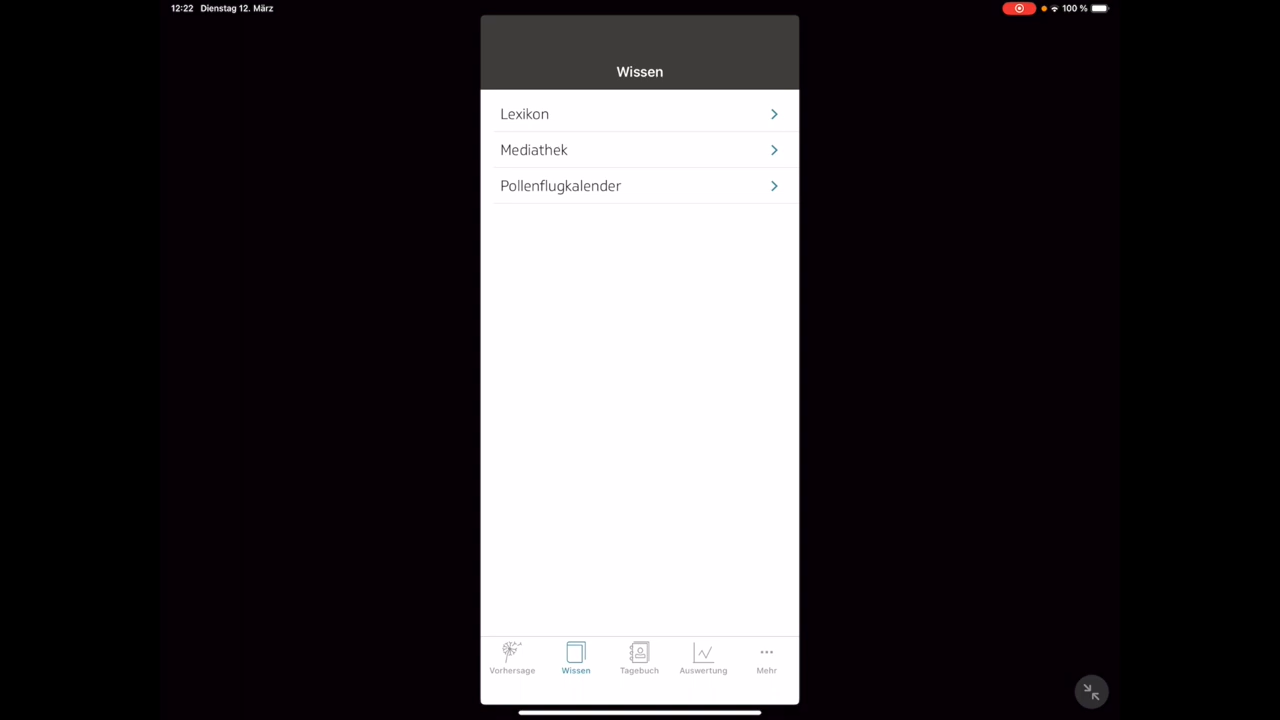 12:22 Dienstag 12. März
100 %
Wissen
Lexikon
Mediathek
Pollenflugkalender
Vorhersage
Wissen
Tagebuch
Auswertung
Mehr